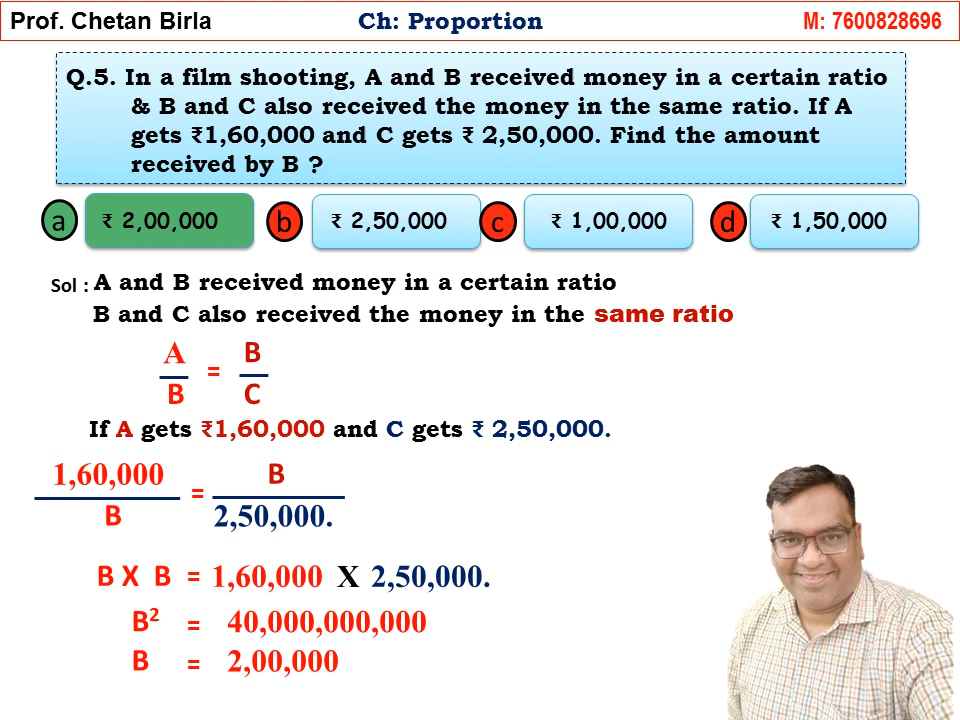 Prof. Chetan Birla Ch: Proportion M: 7600828696
Q.5. In a film shooting, A and B received money in a certain ratio
& B and C also received the money in the same ratio. If A
gets ₹1,60,000 and C gets ₹ 2,50,000. Find the amount
received by B ?
a ₹ 2,00,000 b ₹ 2,50,000 c ₹ 1,00,000 d ₹ 1,50,000
Sol : A and B received money in a certain ratio
B and C also received the money in the same ratio
A B
=
B C
If A gets ₹1,60,000 and C gets ₹ 2,50,000.
1,60,000 B
=
B 2,50,000.
B X B = 1,60,000 X 2,50,000.
B² = 40,000,000,000
B = 2,00,000